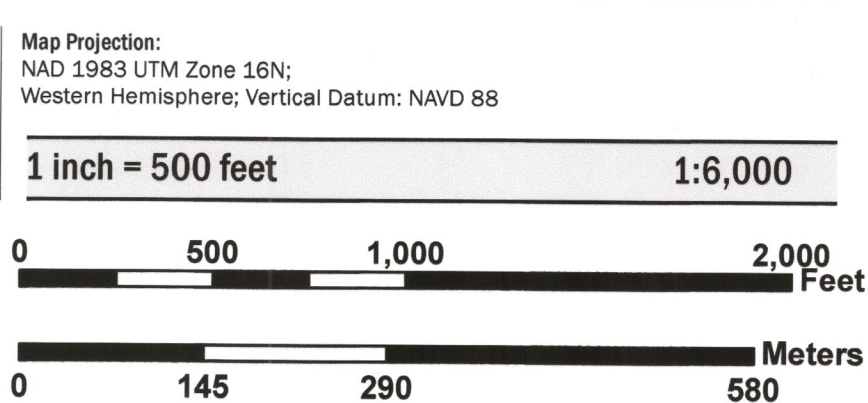 Map Projection:
NAD 1983 UTM Zone 16N;
Western Hemisphere; Vertical Datum: NAVD 88
1 inch = 500 feet 1:6,000
0 500 1,000 2,000
Feet
Meters
0 145 290 580